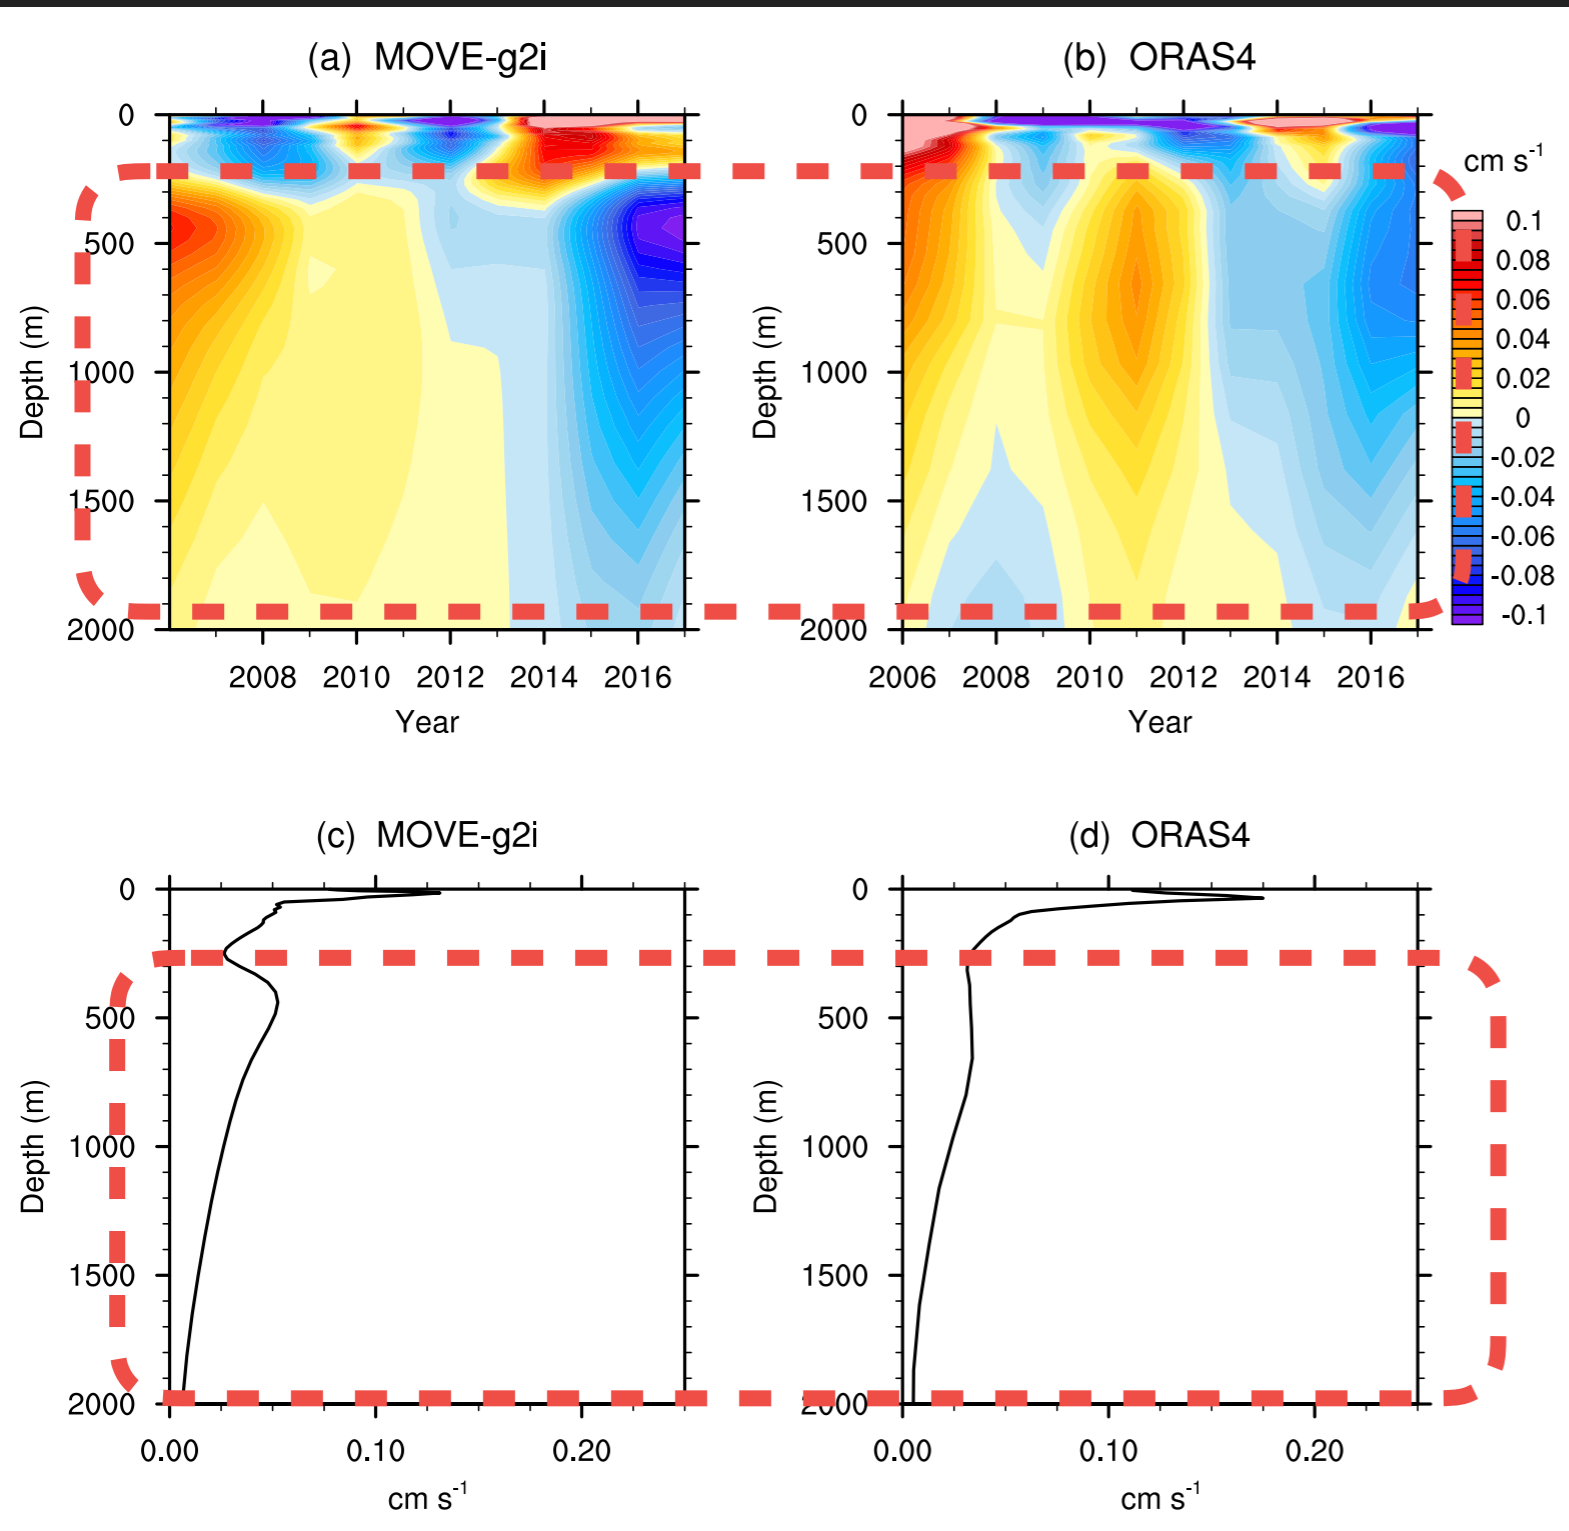 (a) MOVE-g2i
(b) ORAS4
0
500
1000
1500
2000
Depth (m)
2008 2010 2012 2014 2016
Year
0
500
1000
1500
2000
Depth (m)
2006 2008 2010 2012 2014 2016
Year
cm s-1
0.1
0.08
0.06
0.04
0.02
0
-0.02
-0.04
-0.06
-0.08
-0.1
(c) MOVE-g2i
(d) ORAS4
0
500
1000
1500
2000
Depth (m)
0.00 0.10 0.20
cm s-1
0
500
1000
1500
2000
Depth (m)
0.00 0.10 0.20
cm s-1